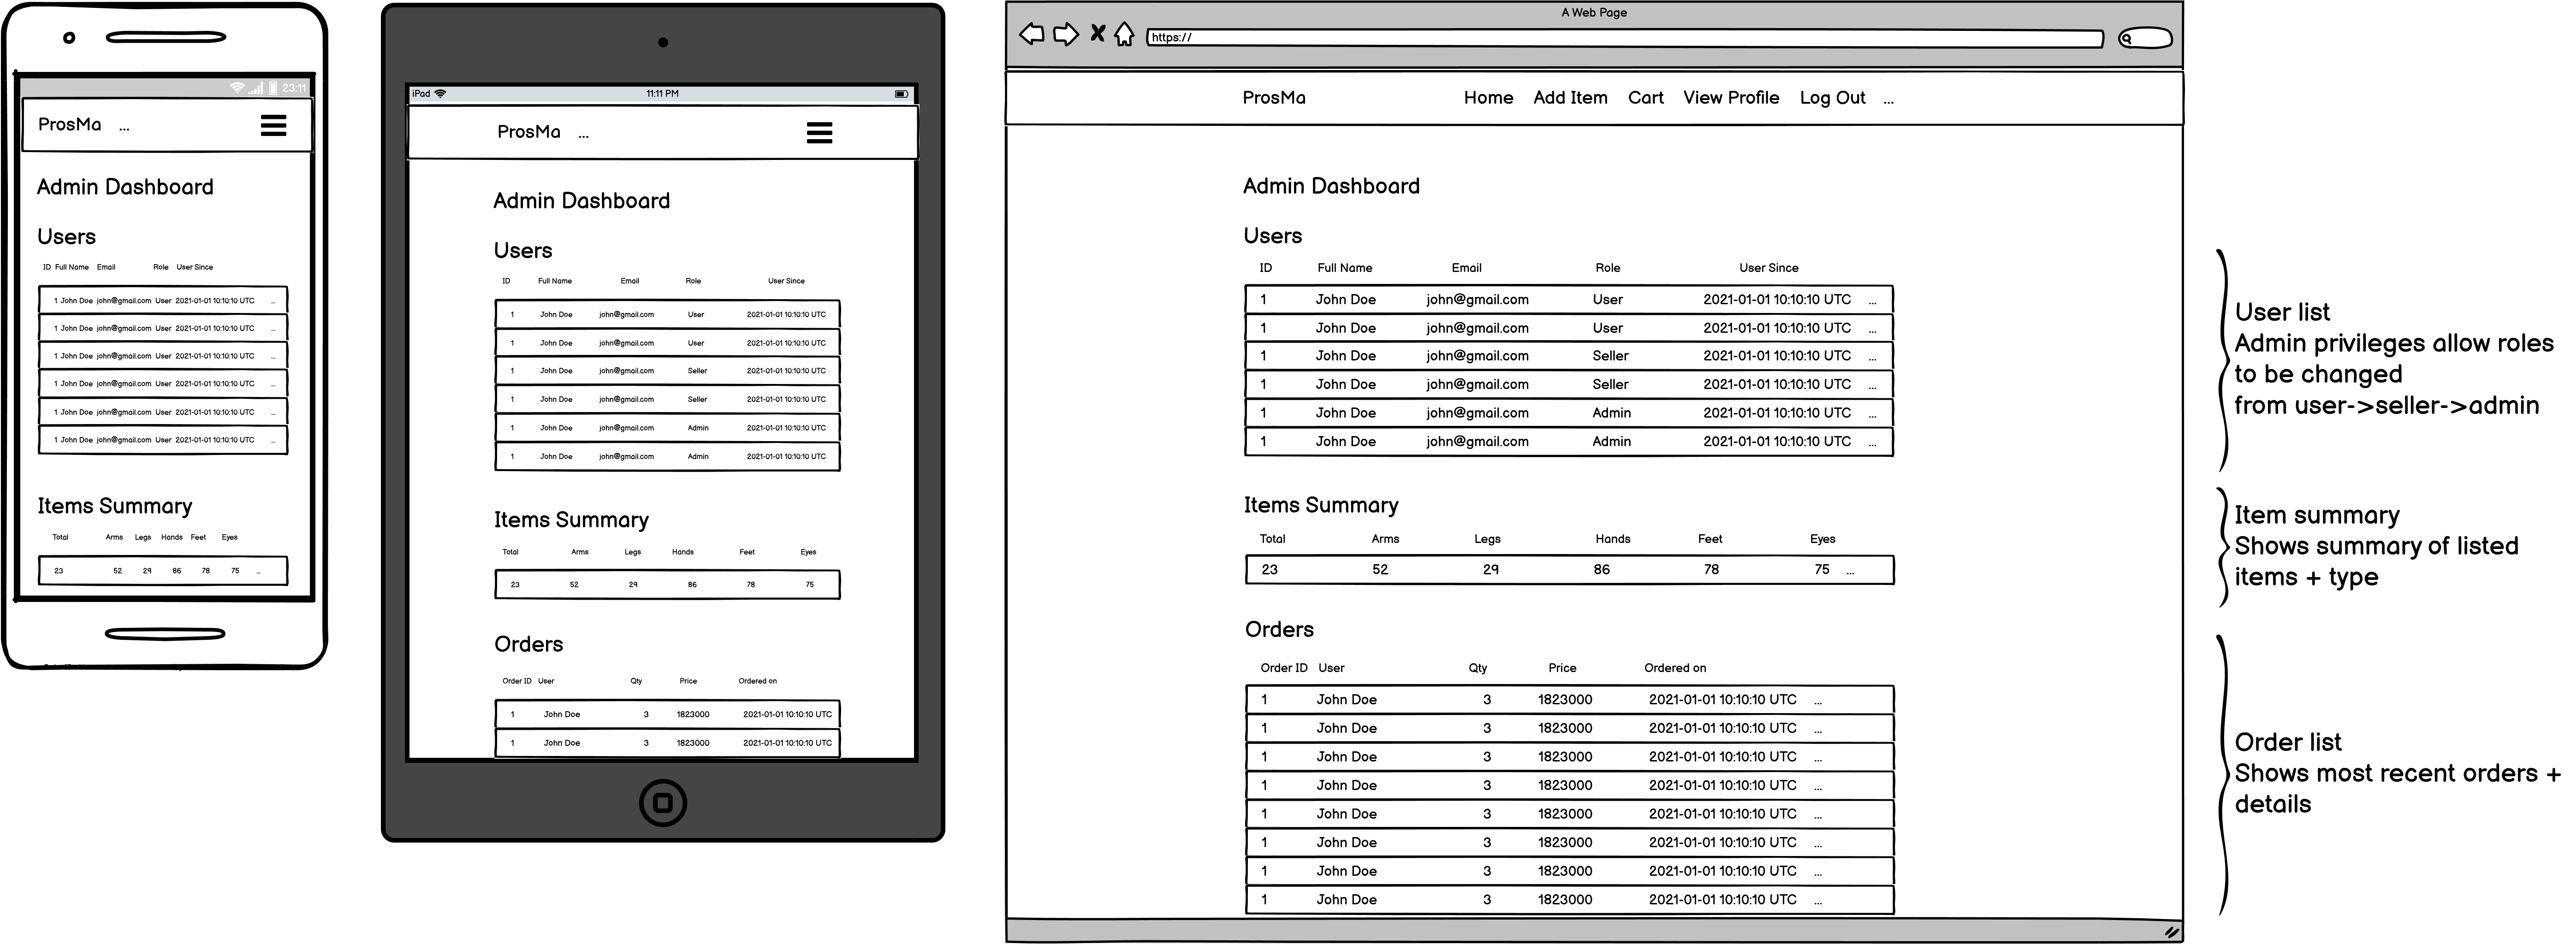 23:11
ProsMa ...
Admin Dashboard
Users
ID Full Name Email Role User Since
1 John Doe john@gmail.com User 2021-01-01 10:10:10 UTC ...
1 John Doe john@gmail.com User 2021-01-01 10:10:10 UTC ...
1 John Doe john@gmail.com User 2021-01-01 10:10:10 UTC ...
1 John Doe john@gmail.com User 2021-01-01 10:10:10 UTC ...
1 John Doe john@gmail.com User 2021-01-01 10:10:10 UTC ...
1 John Doe john@gmail.com User 2021-01-01 10:10:10 UTC ...
Items Summary
Total Arms Legs Hands Feet Eyes
23 52 29 86 78 75 ...
iPad 11:11 PM
ProsMa ...
Admin Dashboard
Users
ID Full Name Email Role User Since
1 John Doe john@gmail.com User 2021-01-01 10:10:10 UTC
1 John Doe john@gmail.com User 2021-01-01 10:10:10 UTC
1 John Doe john@gmail.com Seller 2021-01-01 10:10:10 UTC
1 John Doe john@gmail.com Seller 2021-01-01 10:10:10 UTC
1 John Doe john@gmail.com Admin 2021-01-01 10:10:10 UTC
1 John Doe john@gmail.com Admin 2021-01-01 10:10:10 UTC
Items Summary
Total Arms Legs Hands Feet Eyes
23 52 29 86 78 75
Orders
Order ID User Qty Price Ordered on
1 John Doe 3 1823000 2021-01-01 10:10:10 UTC
1 John Doe 3 1823000 2021-01-01 10:10:10 UTC
A Web Page
https://
ProsMa Home Add Item Cart View Profile Log Out ...
Admin Dashboard
Users
ID Full Name Email Role User Since
1 John Doe john@gmail.com User 2021-01-01 10:10:10 UTC ...
1 John Doe john@gmail.com User 2021-01-01 10:10:10 UTC ...
1 John Doe john@gmail.com Seller 2021-01-01 10:10:10 UTC ...
1 John Doe john@gmail.com Seller 2021-01-01 10:10:10 UTC ...
1 John Doe john@gmail.com Admin 2021-01-01 10:10:10 UTC ...
1 John Doe john@gmail.com Admin 2021-01-01 10:10:10 UTC ...
Items Summary
Total Arms Legs Hands Feet Eyes
23 52 29 86 78 75 ...
Orders
Order ID User Qty Price Ordered on
1 John Doe 3 1823000 2021-01-01 10:10:10 UTC ...
1 John Doe 3 1823000 2021-01-01 10:10:10 UTC ...
1 John Doe 3 1823000 2021-01-01 10:10:10 UTC ...
1 John Doe 3 1823000 2021-01-01 10:10:10 UTC ...
1 John Doe 3 1823000 2021-01-01 10:10:10 UTC ...
1 John Doe 3 1823000 2021-01-01 10:10:10 UTC ...
1 John Doe 3 1823000 2021-01-01 10:10:10 UTC ...
1 John Doe 3 1823000 2021-01-01 10:10:10 UTC ...
User list
Admin privileges allow roles
to be changed
from user->seller->admin
Item summary
Shows summary of listed
items + type
Order list
Shows most recent orders +
details